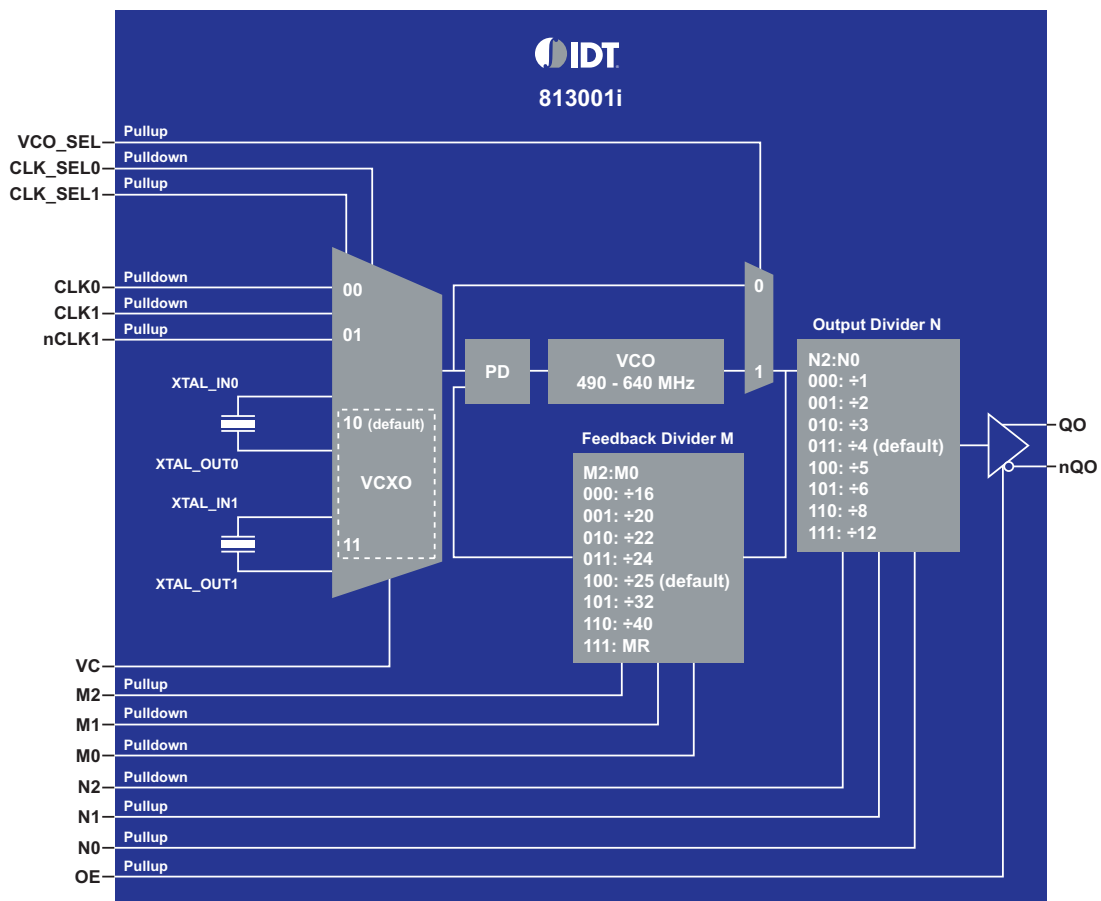 IDT
813001i
VCO_SEL
Pullup
CLK_SEL0
Pulldown
CLK_SEL1
Pullup
CLK0
Pulldown
CLK1
Pulldown
nCLK1
Pullup
00
01
XTAL_IN0
XTAL_OUT0
XTAL_IN1
XTAL_OUT1
10 (default)
VCXO
11
PD
VCO
490 - 640 MHz
0
1
Feedback Divider M
M2:M0
000: ÷16
001: ÷20
010: ÷22
011: ÷24
100: ÷25 (default)
101: ÷32
110: ÷40
111: MR
Output Divider N
N2:N0
000: ÷1
001: ÷2
010: ÷3
011: ÷4 (default)
100: ÷5
101: ÷6
110: ÷8
111: ÷12
QO
nQO
VC
M2
Pullup
M1
Pulldown
M0
Pulldown
N2
Pulldown
N1
Pullup
N0
Pullup
OE
Pullup